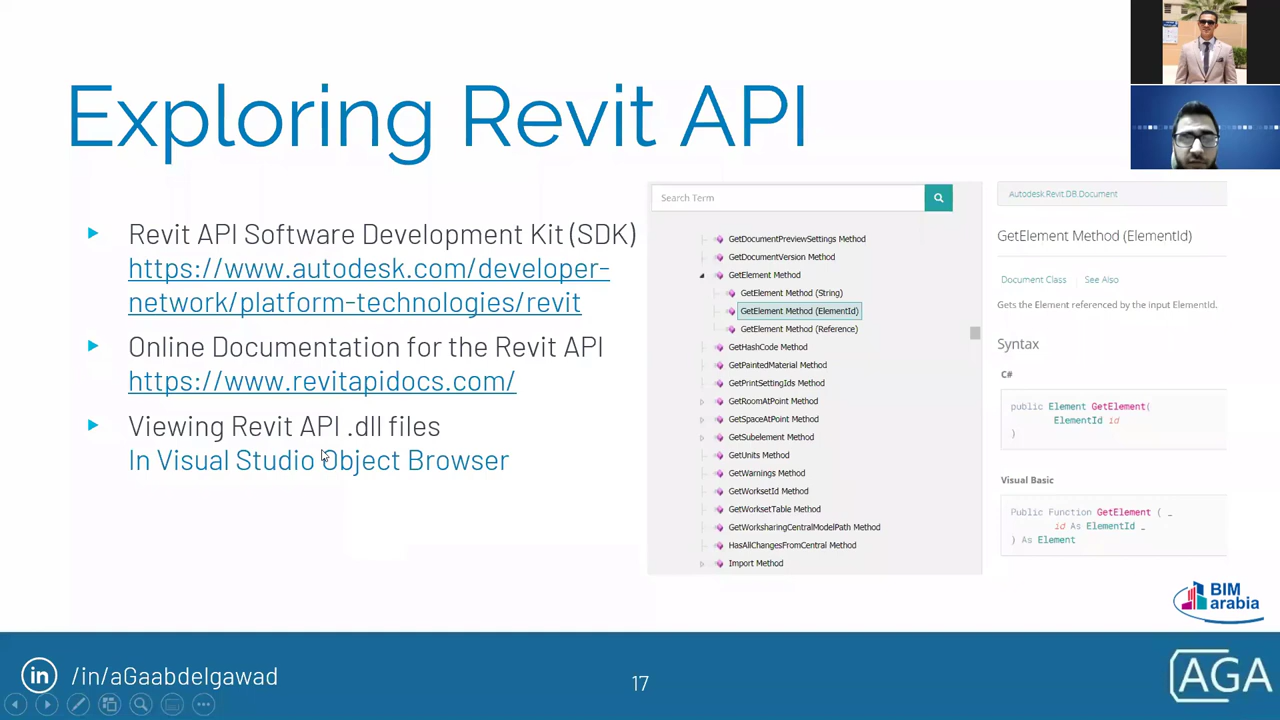 Exploring Revit API
Revit API Software Development Kit (SDK)
https://www.autodesk.com/developer-
network/platform-technologies/revit
Online Documentation for the Revit API
https://www.revitapidocs.com/
Viewing Revit API .dll files
In Visual Studio Object Browser
Search Term
GetDocumentPreviewSettings Method
GetDocumentVersion Method
GetElement Method
GetElement Method (String)
GetElement Method (ElementId)
GetElement Method (Reference)
GetHashCode Method
GetPaintedMaterial Method
GetPrintSettingIds Method
GetRoomAtPoint Method
GetSpaceAtPoint Method
GetSubelement Method
GetUnits Method
GetWarnings Method
GetWorksetId Method
GetWorksetTable Method
GetWorksharingCentralModelPath Method
HasAllChangesFromCentral Method
Import Method
Autodesk.Revit.DB.Document
GetElement Method (ElementId)
Document Class See Also
Gets the Element referenced by the input ElementId.
Syntax
C#
public Element GetElement(
ElementId id
)
Visual Basic
Public Function GetElement ( _
id As ElementId _
) As Element
BIM
arabia
in /in/aGaabdelgawad
17
AGA